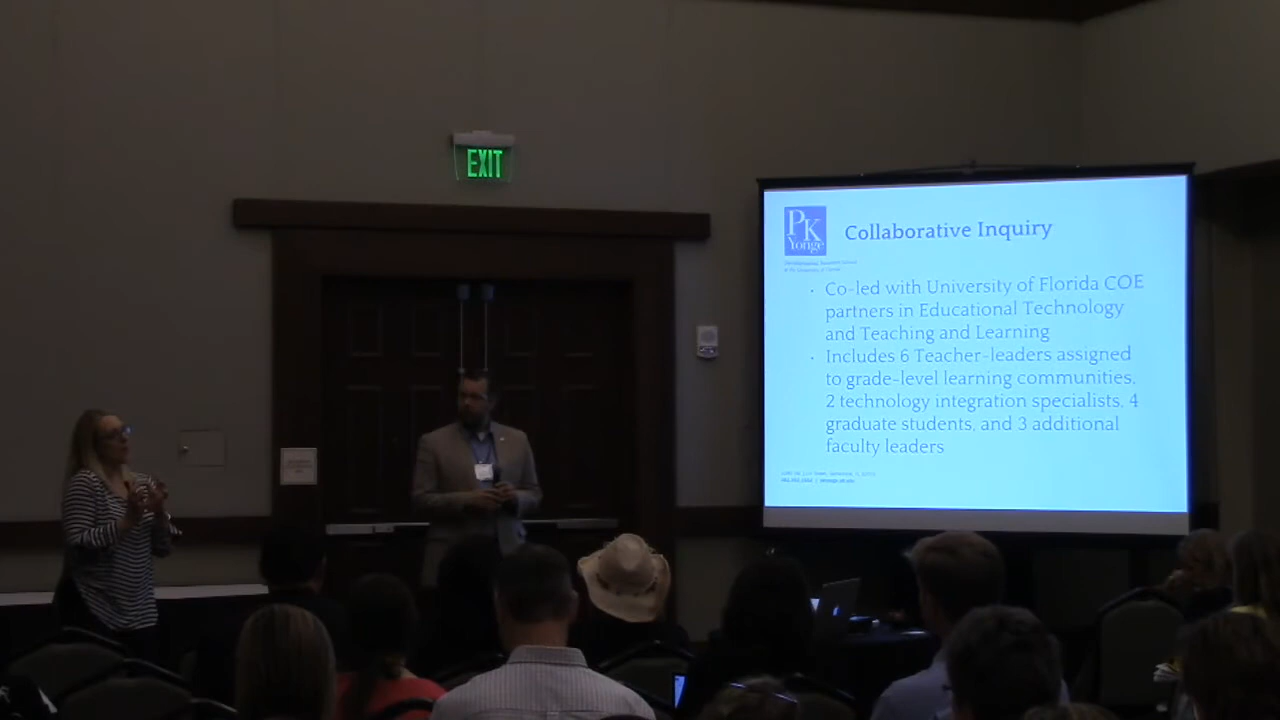 EXIT
PK
Yonge
Collaborative Inquiry
· Co-led with University of Florida COE
partners in Educational Technology
and Teaching and Learning
· Includes 6 Teacher-leaders assigned
to grade-level learning communities,
2 technology integration specialists, 4
graduate students, and 3 additional
faculty leaders